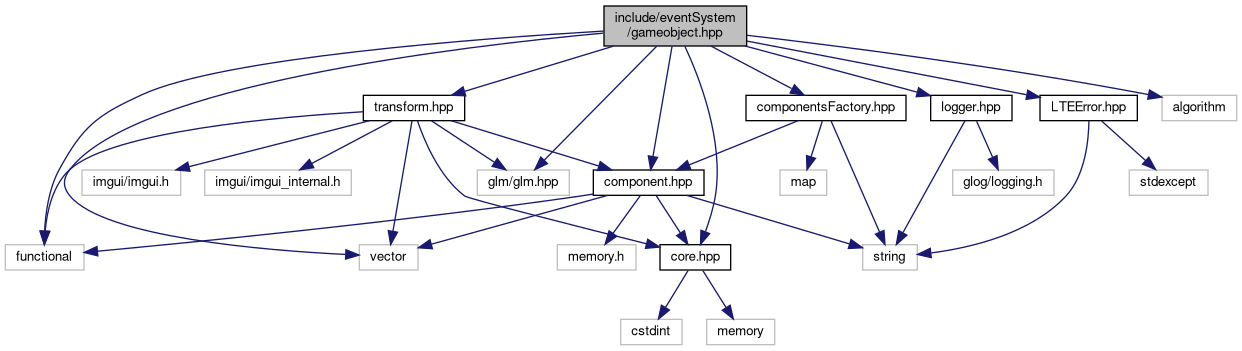 include/eventSystem
/gameobject.hpp
transform.hpp
componentsFactory.hpp
logger.hpp
LTEError.hpp
algorithm
imgui/imgui.h
imgui/imgui_internal.h
glm/glm.hpp
component.hpp
map
glog/logging.h
stdexcept
functional
vector
memory.h
core.hpp
string
cstdint
memory